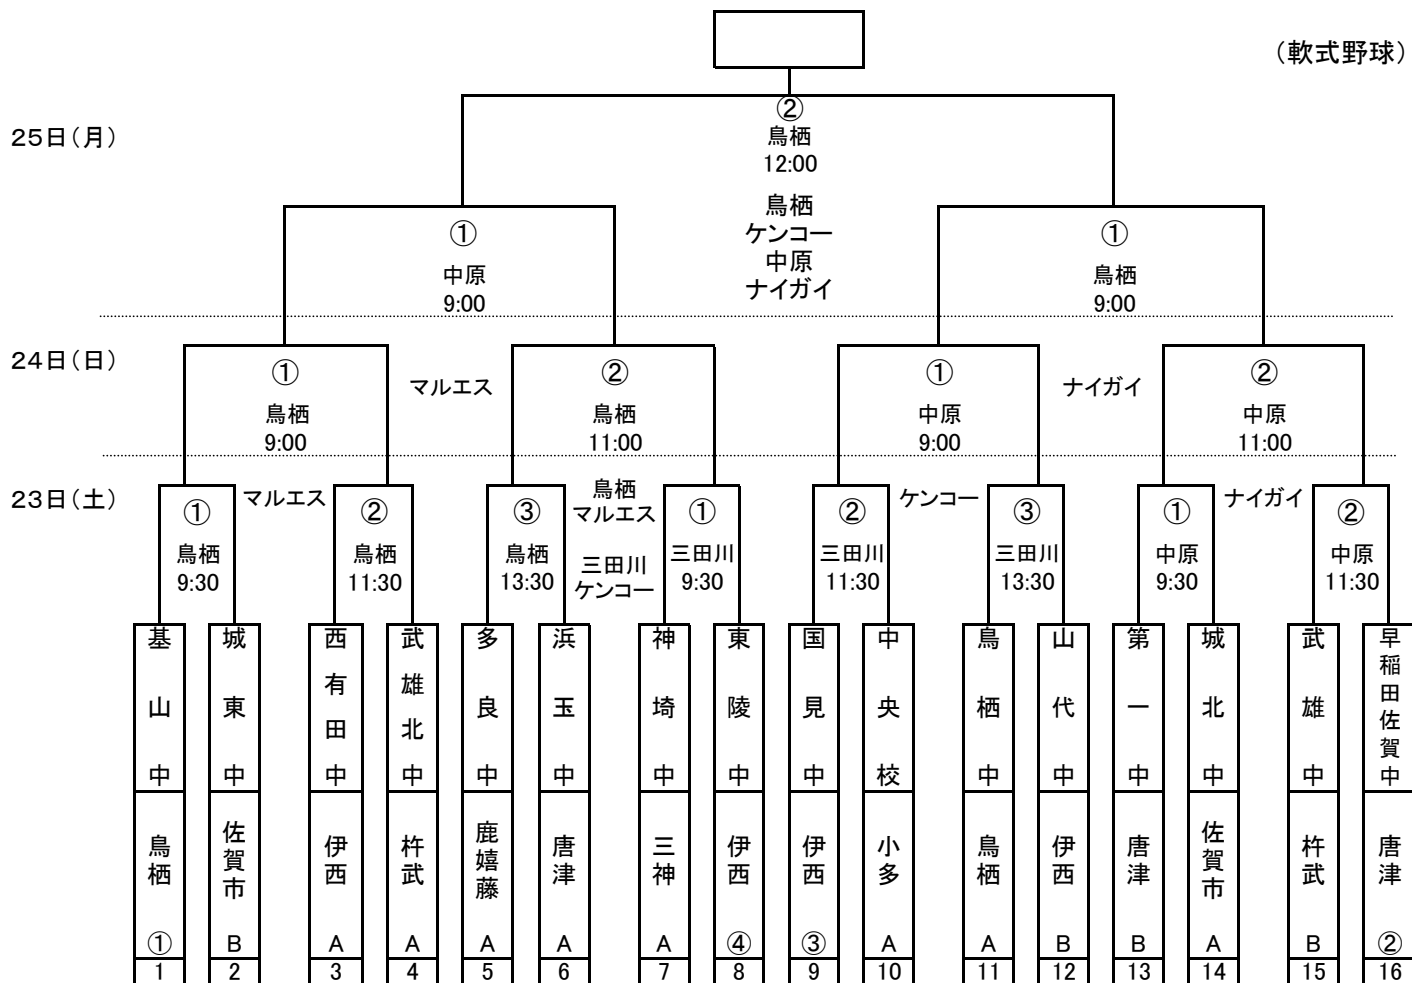 (軟式野球)
25日(月)
②
鳥栖
12:00
鳥栖
ケンコー
中原
ナイガイ
①
中原
9:00
①
鳥栖
9:00
24日(日)
①
鳥栖
9:00
マルエス
②
鳥栖
11:00
①
中原
9:00
ナイガイ
②
中原
11:00
23日(土)
①
鳥栖
9:30
マルエス
②
鳥栖
11:30
③
鳥栖
13:30
鳥栖
マルエス
三田川
ケンコー
①
三田川
9:30
②
三田川
11:30
ケンコー
③
三田川
13:30
①
中原
9:30
ナイガイ
②
中原
11:30
基山中
鳥栖
①
1
城東中
佐賀市
B
2
西有田中
伊西
A
3
武雄北中
杵武
A
4
多良中
鹿嬉藤
A
5
浜玉中
唐津
A
6
神埼中
三神
A
7
東陵中
伊西
④
8
国見中
伊西
③
9
中央校
小多
A
10
鳥栖中
鳥栖
A
11
山代中
伊西
B
12
第一中
唐津
B
13
城北中
佐賀市
A
14
武雄中
杵武
B
15
早稲田佐賀中
唐津
②
16